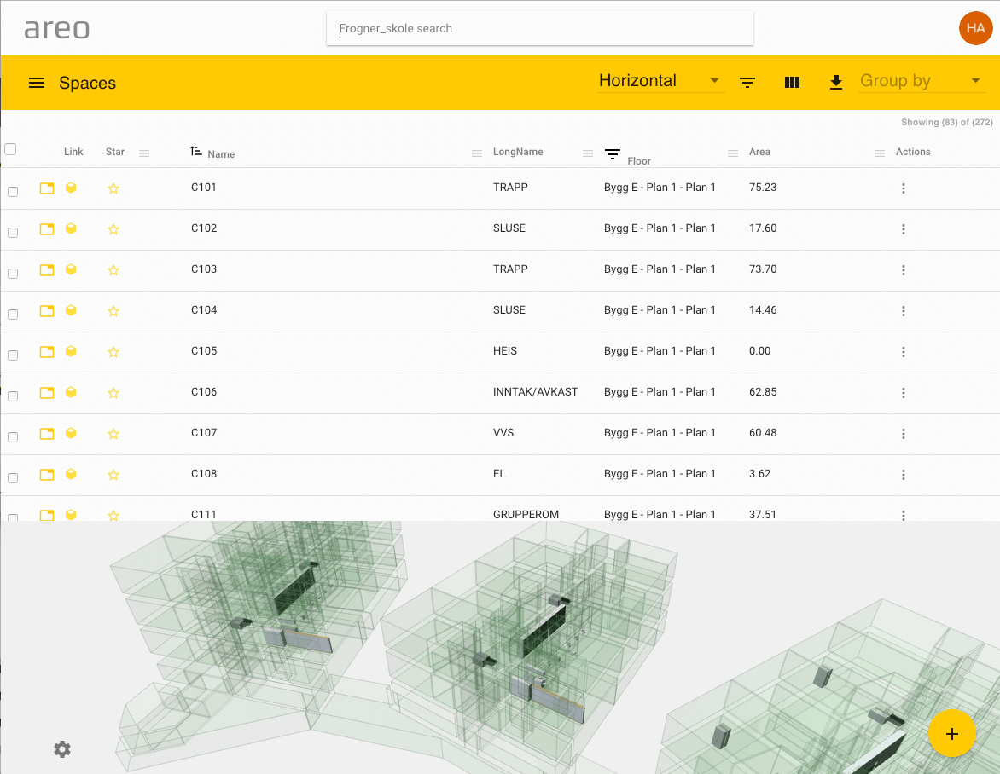 areo
Frogner_skole search
HA
Spaces
Horizontal
Group by
Showing (83) of (272)
Link Star Name LongName Floor Area Actions
C101 TRAPP Bygg E - Plan 1 - Plan 1 75.23
C102 SLUSE Bygg E - Plan 1 - Plan 1 17.60
C103 TRAPP Bygg E - Plan 1 - Plan 1 73.70
C104 SLUSE Bygg E - Plan 1 - Plan 1 14.46
C105 HEIS Bygg E - Plan 1 - Plan 1 0.00
C106 INNTAK/AVKAST Bygg E - Plan 1 - Plan 1 62.85
C107 VVS Bygg E - Plan 1 - Plan 1 60.48
C108 EL Bygg E - Plan 1 - Plan 1 3.62
C111 GRUPPEROM Bygg E - Plan 1 - Plan 1 37.51